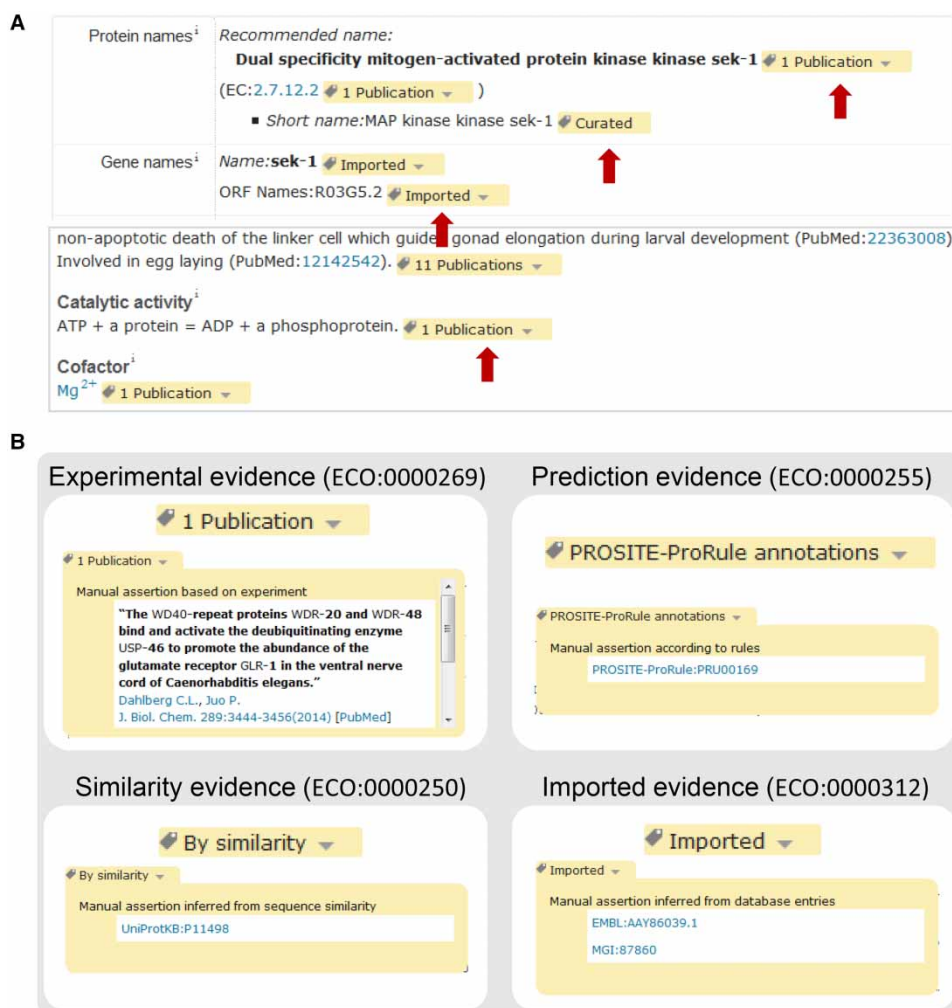 A
Protein names i
Recommended name:
Dual specificity mitogen-activated protein kinase kinase sek-1 1 Publication
(EC:2.7.12.2 1 Publication )
▪ Short name:MAP kinase kinase sek-1 Curated
Gene names i
Name:sek-1 Imported
ORF Names:R03G5.2 Imported
non-apoptotic death of the linker cell which guides gonad elongation during larval development (PubMed:22363008)
Involved in egg laying (PubMed:12142542). 11 Publications
Catalytic activity i
ATP + a protein = ADP + a phosphoprotein. 1 Publication
Cofactor i
Mg2+ 1 Publication
B
Experimental evidence (ECO:0000269)
1 Publication
1 Publication
Manual assertion based on experiment
"The WD40-repeat proteins WDR-20 and WDR-48
bind and activate the deubiquitinating enzyme
USP-46 to promote the abundance of the
glutamate receptor GLR-1 in the ventral nerve
cord of Caenorhabditis elegans."
Dahlberg C.L., Juo P.
J. Biol. Chem. 289:3444-3456(2014) [PubMed]
Prediction evidence (ECO:0000255)
PROSITE-ProRule annotations
PROSITE-ProRule annotations
Manual assertion according to rules
PROSITE-ProRule:PRU00169
Similarity evidence (ECO:0000250)
By similarity
By similarity
Manual assertion inferred from sequence similarity
UniProtKB:P11498
Imported evidence (ECO:0000312)
Imported
Imported
Manual assertion inferred from database entries
EMBL:AAY86039.1
MGI:87860